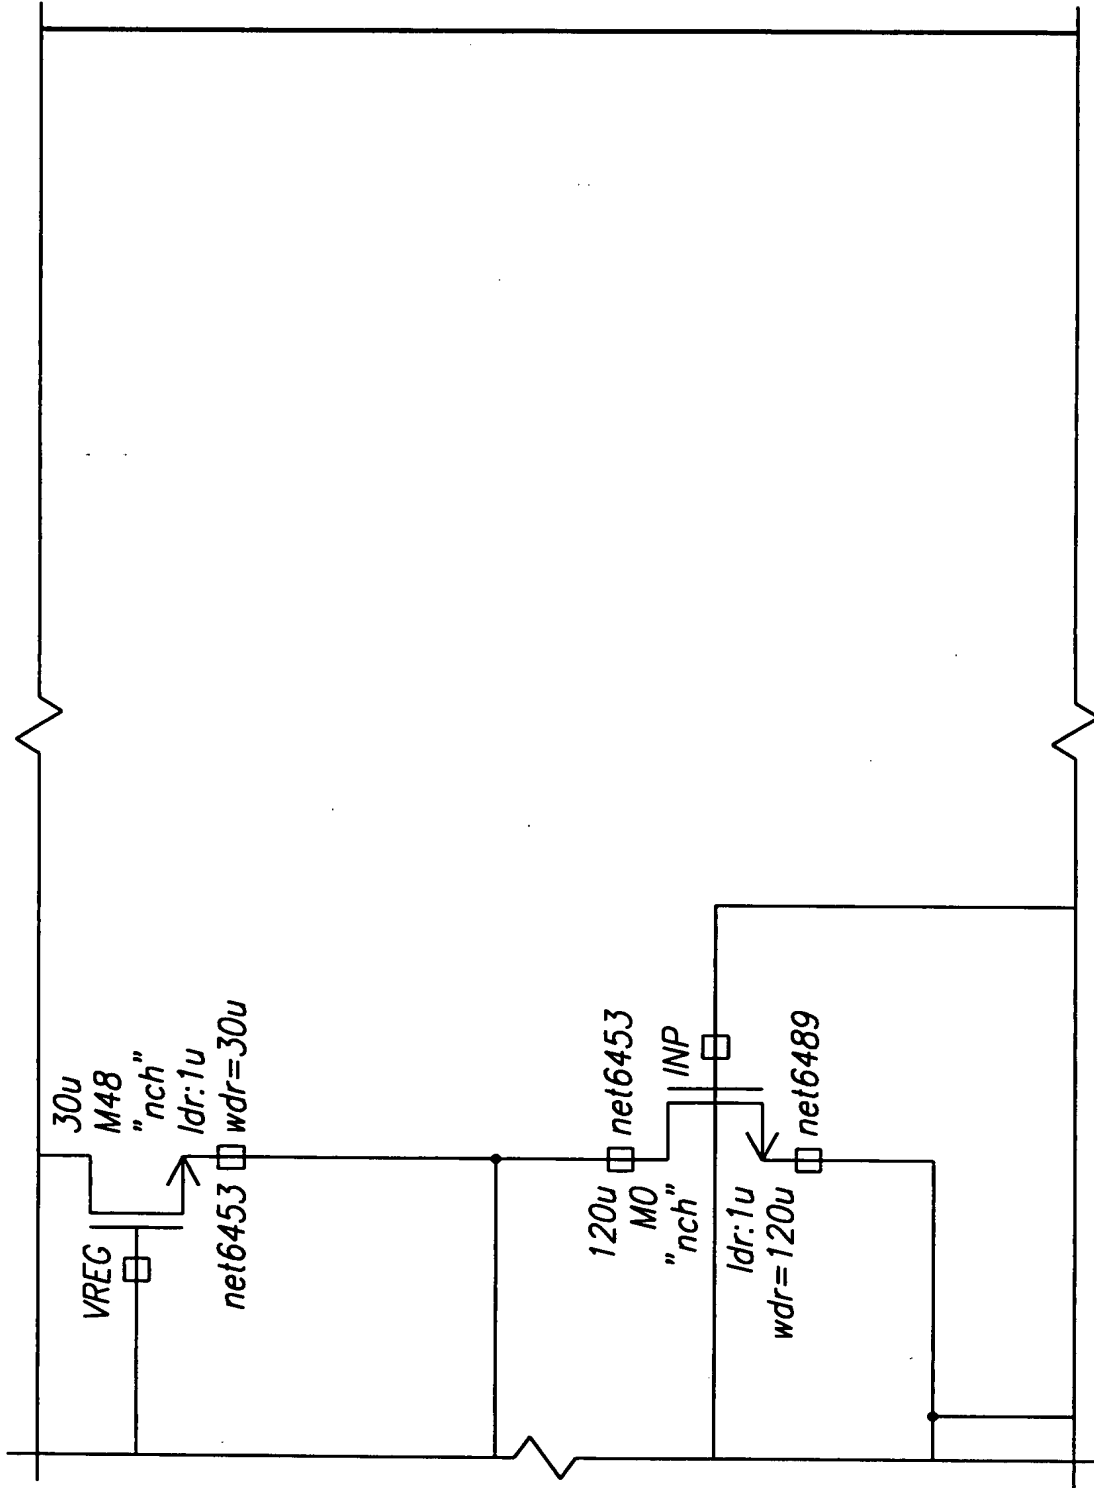 30u
M48
"nch"
ldr:1u
wdr=30u
VREG
net6453
net6453
INP
120u
M0
"nch"
ldr:1u
wdr=120u
net6489